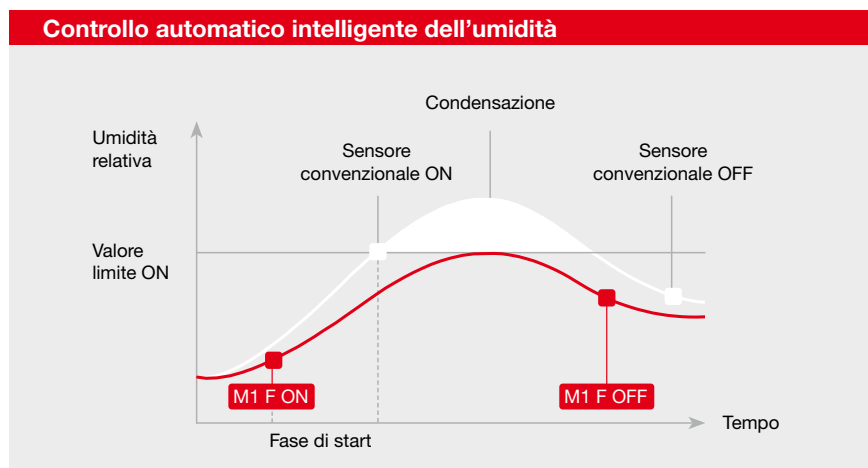 Controllo automatico intelligente dell'umidità
Condensazione
Umidità
relativa
Sensore
convenzionale ON
Sensore
convenzionale OFF
Valore
limite ON
M1 F ON
M1 F OFF
Tempo
Fase di start